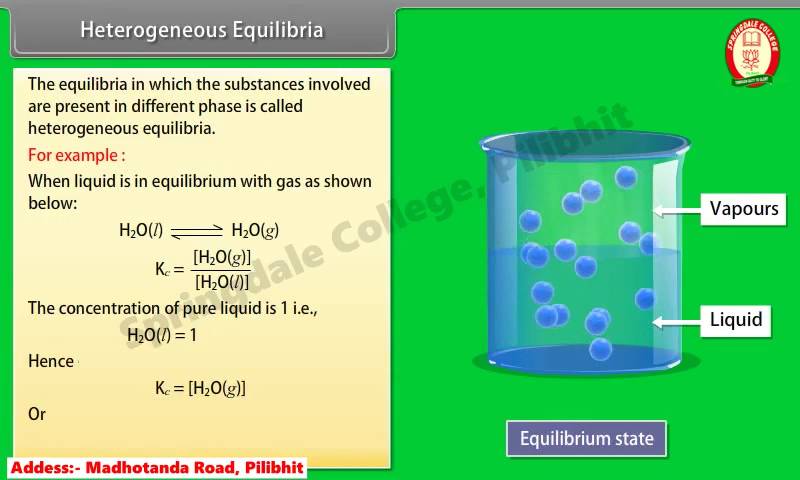 Heterogeneous Equilibria
SPRINGDALE COLLEGE
The equilibria in which the substances involved
are present in different phase is called
heterogeneous equilibria.
For example :
When liquid is in equilibrium with gas as shown
below:
H₂O(l) ⇌ H₂O(g)
K𝑐 = [H₂O(g)]
[H₂O(l)]
The concentration of pure liquid is 1 i.e.,
H₂O(l) = 1
Hence
K𝑐 = [H₂O(g)]
Or
Vapours
Liquid
Equilibrium state
Springdale College, Pilibhit
Addess:- Madhotanda Road, Pilibhit